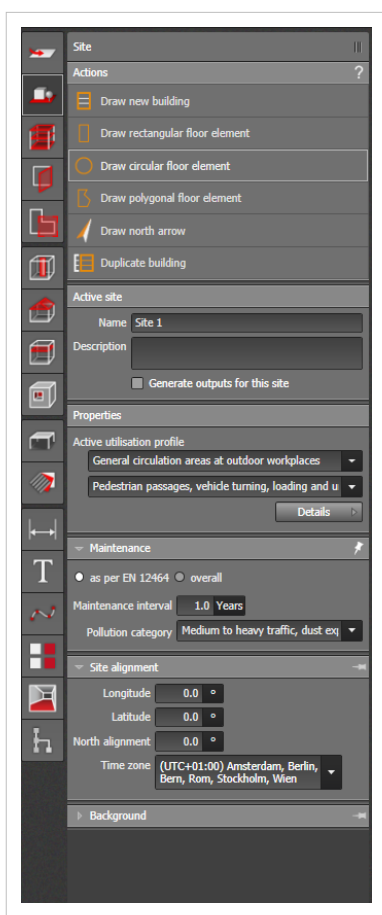 Site
Actions
?
Draw new building
Draw rectangular floor element
Draw circular floor element
Draw polygonal floor element
Draw north arrow
Duplicate building
Active site
Name Site 1
Description
Generate outputs for this site
Properties
Active utilisation profile
General circulation areas at outdoor workplaces
Pedestrian passages, vehicle turning, loading and u
Details
Maintenance
as per EN 12464 overall
Maintenance interval 1.0 Years
Pollution category Medium to heavy traffic, dust exp
Site alignment
Longitude 0.0 °
Latitude 0.0 °
North alignment 0.0 °
Time zone (UTC+01:00) Amsterdam, Berlin,
Bern, Rom, Stockholm, Wien
T
Background